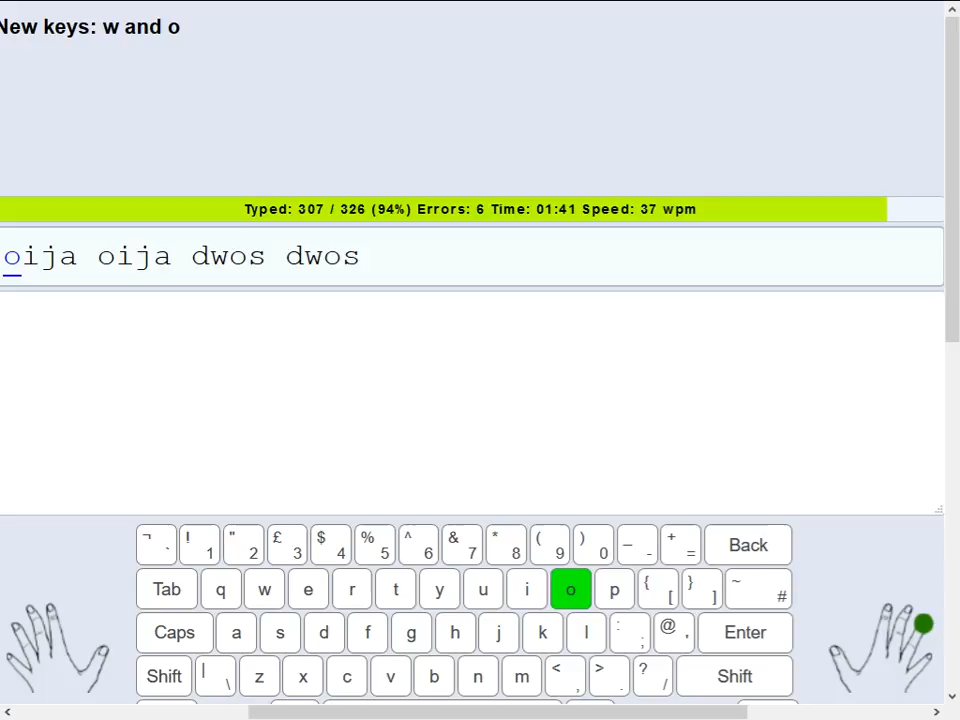 New keys: w and o
Typed: 307 / 326 (94%) Errors: 6 Time: 01:41 Speed: 37 wpm
oija oija dwos dwos
¬ ` ! 1 " 2 £ 3 $ 4 % 5 ^ 6 & 7 * 8 ( 9 ) 0 _ - + = Back
Tab q w e r t y u i o p { [ } ] ~ #
Caps a s d f g h j k l : ; @ , Enter
Shift | \ z x c v b n m < , > . ? / Shift